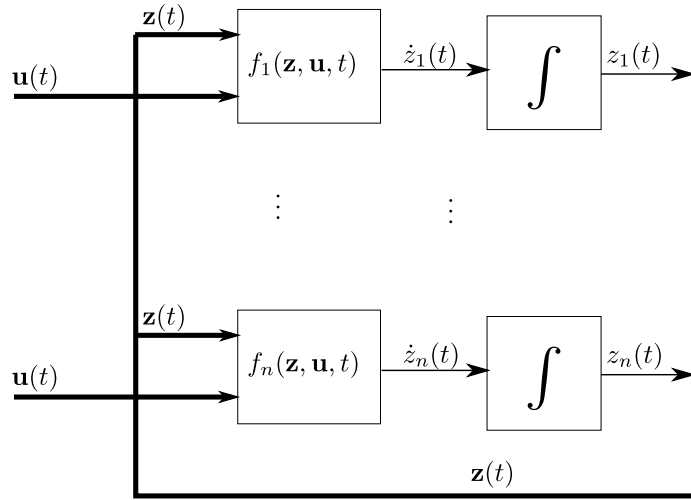 𝐳(t)
𝐮(t)
f₁(𝐳, 𝐮, t)
ż₁(t)
∫
z₁(t)
⋮
⋮
𝐳(t)
𝐮(t)
fₙ(𝐳, 𝐮, t)
żₙ(t)
∫
zₙ(t)
𝐳(t)